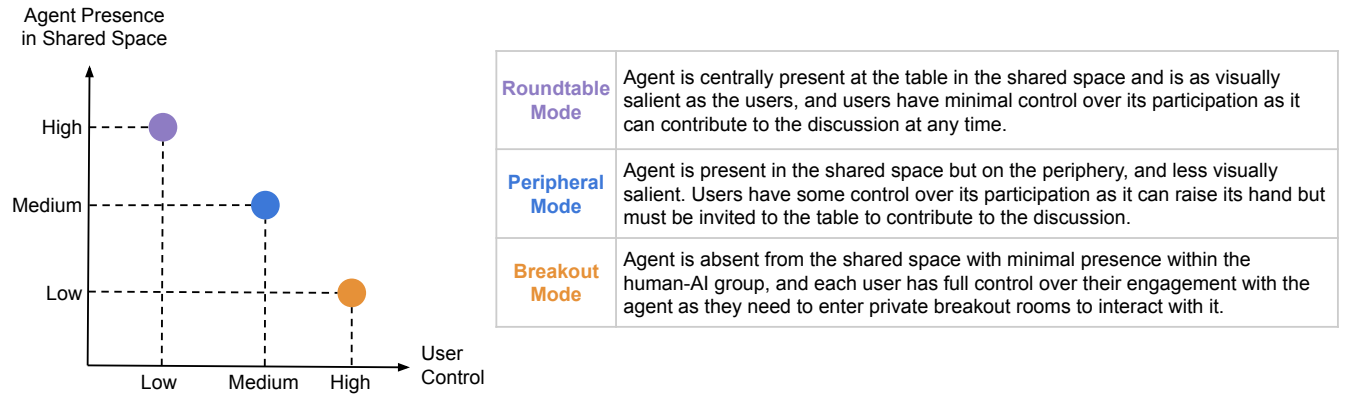 Agent Presence
in Shared Space
High
Medium
Low
Low
Medium
High
User
Control
Roundtable
Mode
Agent is centrally present at the table in the shared space and is as visually
salient as the users, and users have minimal control over its participation as it
can contribute to the discussion at any time.
Peripheral
Mode
Agent is present in the shared space but on the periphery, and less visually
salient. Users have some control over its participation as it can raise its hand but
must be invited to the table to contribute to the discussion.
Breakout
Mode
Agent is absent from the shared space with minimal presence within the
human-AI group, and each user has full control over their engagement with the
agent as they need to enter private breakout rooms to interact with it.